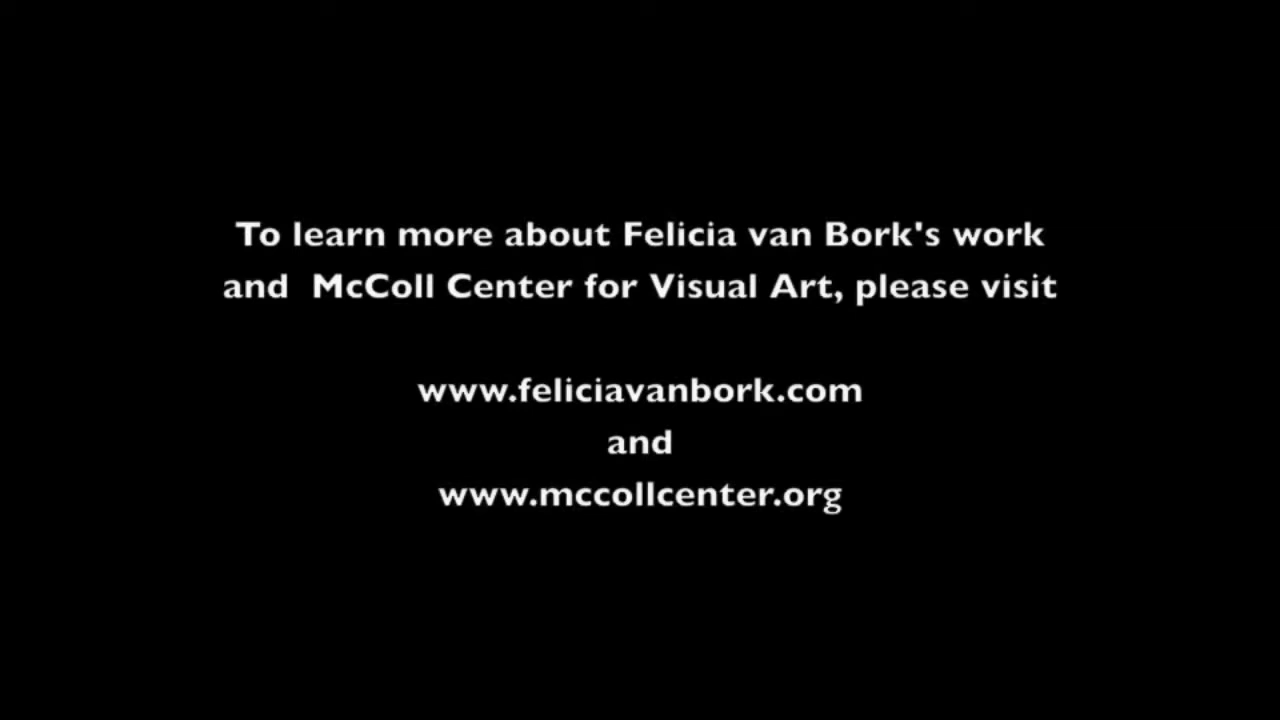 To learn more about Felicia van Bork's work
and  McColl Center for Visual Art, please visit
www.feliciavanbork.com
and
www.mccollcenter.org